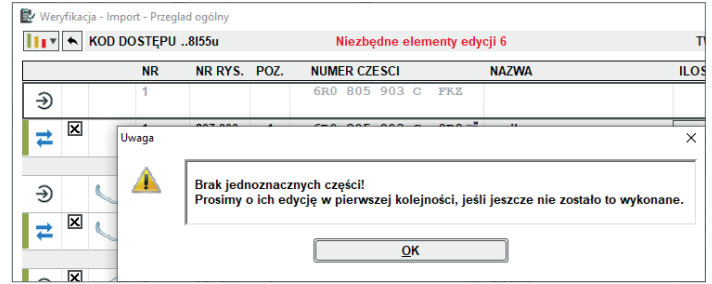 Weryfikacja - Import - Przegląd ogólny
KOD DOSTĘPU ..8I55u Niezbędne elementy edycji 6
NR NR RYS. POZ. NUMER CZESCI NAZWA
1 6R0 805 903 C FKZ
Uwaga
Brak jednoznacznych części!
Prosimy o ich edycję w pierwszej kolejności, jeśli jeszcze nie zostało to wykonane.
OK